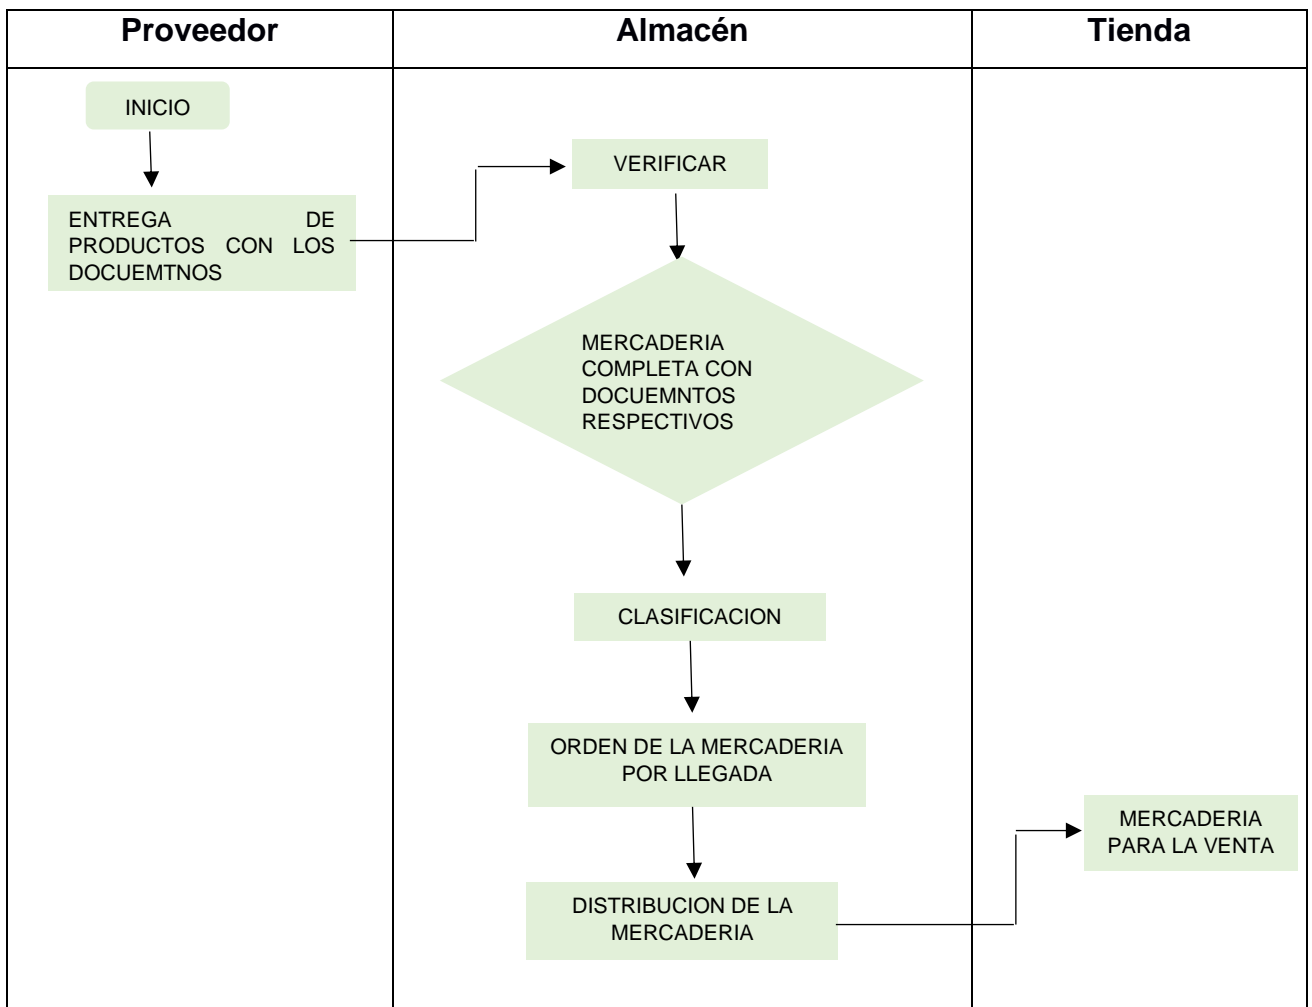 Proveedor
Almacén
Tienda
INICIO
ENTREGA DE
PRODUCTOS CON LOS
DOCUEMTNOS
VERIFICAR
MERCADERIA
COMPLETA CON
DOCUEMNTOS
RESPECTIVOS
CLASIFICACION
ORDEN DE LA MERCADERIA
POR LLEGADA
DISTRIBUCION DE LA
MERCADERIA
MERCADERIA
PARA LA VENTA